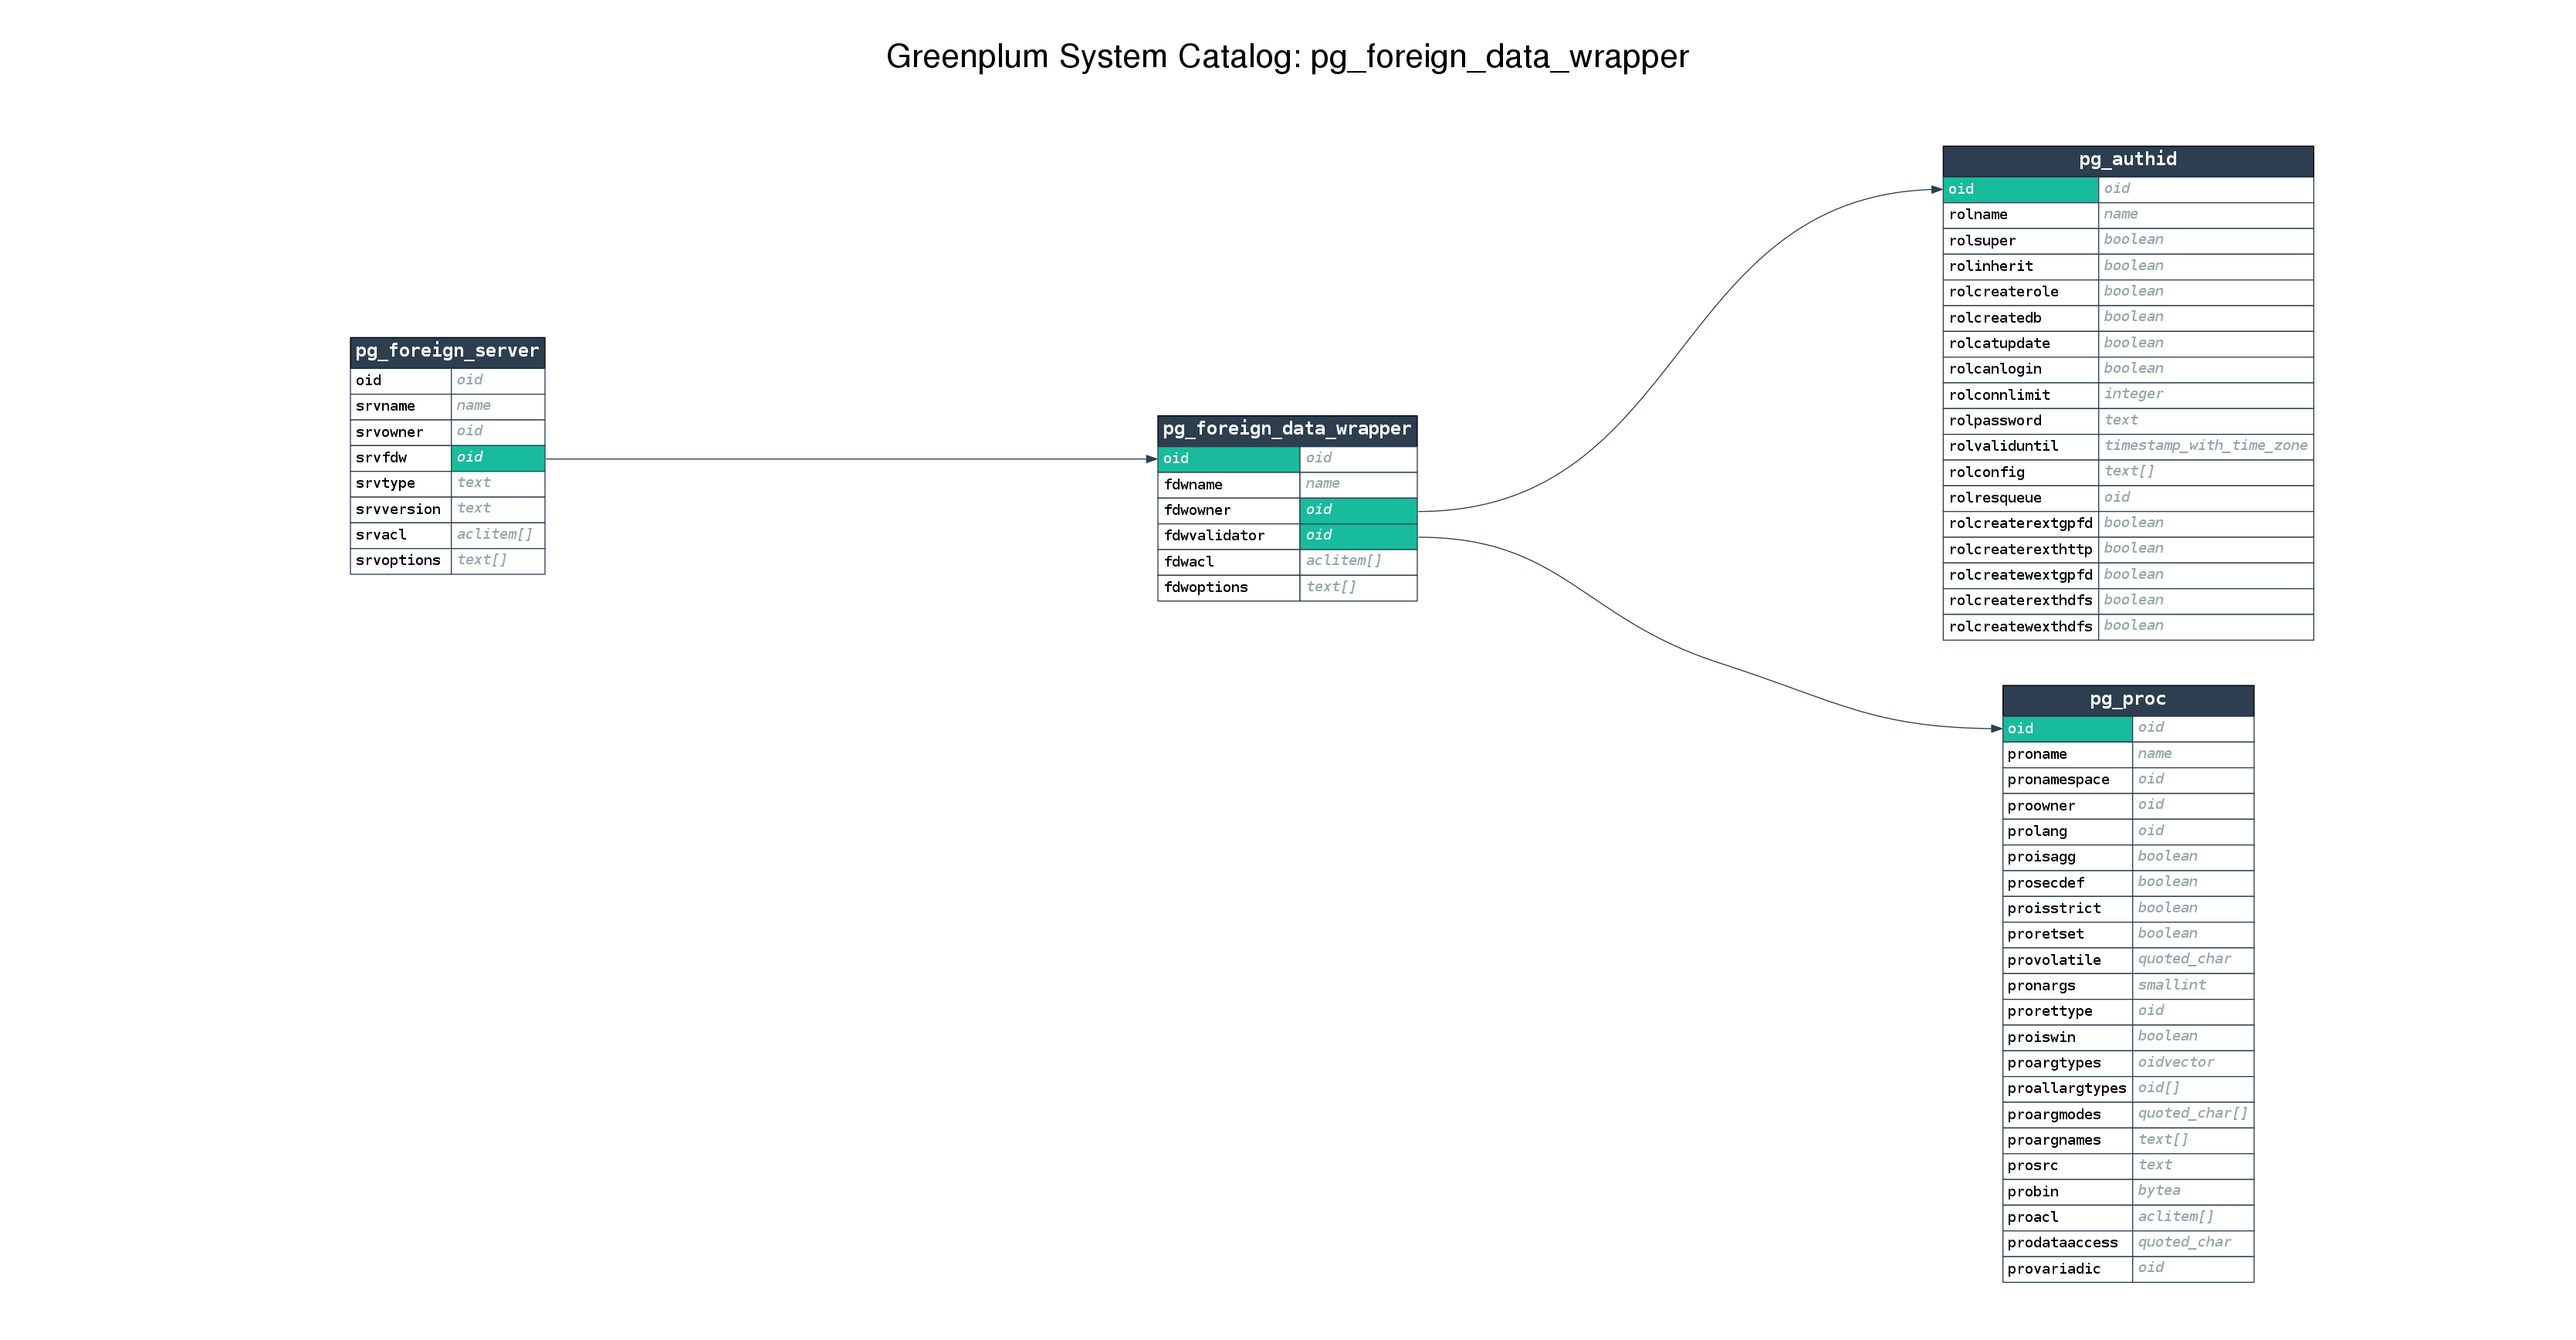 Greenplum System Catalog: pg_foreign_data_wrapper
pg_foreign_server
oid oid
srvname name
srvowner oid
srvfdw oid
srvtype text
srvversion text
srvacl aclitem[]
srvoptions text[]
pg_foreign_data_wrapper
oid oid
fdwname name
fdwowner oid
fdwvalidator oid
fdwacl aclitem[]
fdwoptions text[]
pg_authid
oid oid
rolname name
rolsuper boolean
rolinherit boolean
rolcreaterole boolean
rolcreatedb boolean
rolcatupdate boolean
rolcanlogin boolean
rolconnlimit integer
rolpassword text
rolvaliduntil timestamp_with_time_zone
rolconfig text[]
rolresqueue oid
rolcreaterextgpfd boolean
rolcreaterexthttp boolean
rolcreatewextgpfd boolean
rolcreaterexthdfs boolean
rolcreatewexthdfs boolean
pg_proc
oid oid
proname name
pronamespace oid
proowner oid
prolang oid
proisagg boolean
prosecdef boolean
proisstrict boolean
proretset boolean
provolatile quoted_char
pronargs smallint
prorettype oid
proiswin boolean
proargtypes oidvector
proallargtypes oid[]
proargmodes quoted_char[]
proargnames text[]
prosrc text
probin bytea
proacl aclitem[]
prodataaccess quoted_char
provariadic oid